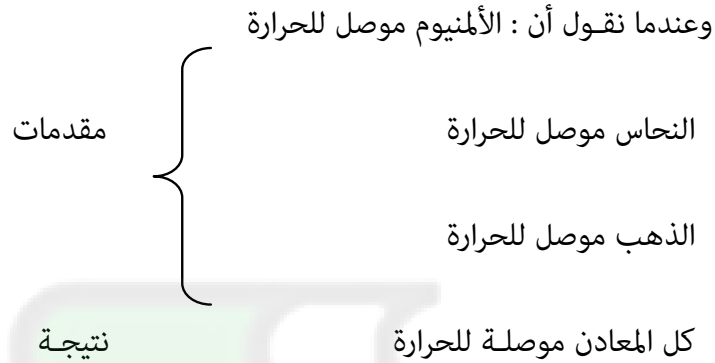 وعندما نقـول أن : الألمنيوم موصل للحرارة
النحاس موصل للحرارة
مقدمات
الذهب موصل للحرارة
كل المعادن موصلـة للحرارة
نتيجـة